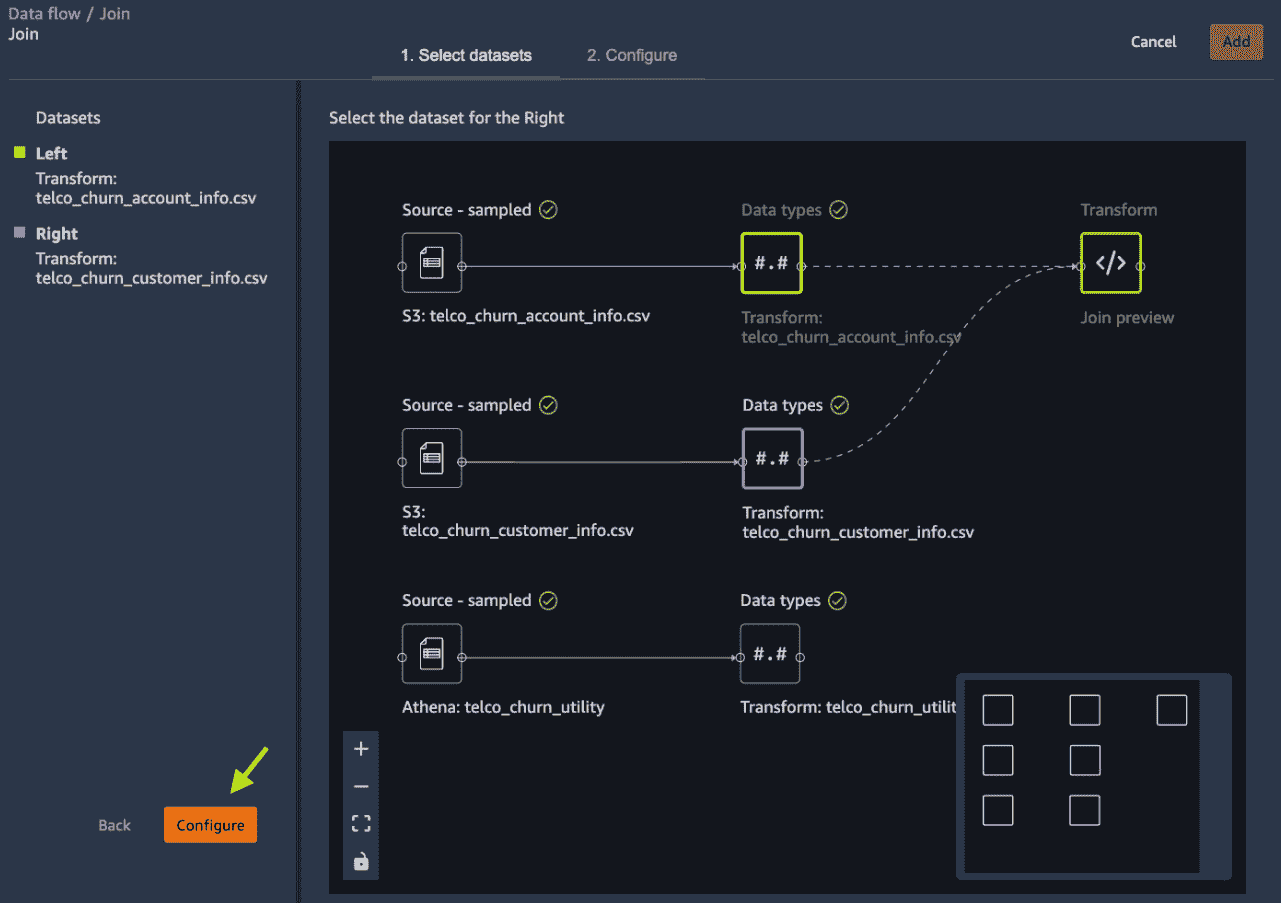 Data flow / Join
Join
1. Select datasets
2. Configure
Cancel
Add
Datasets
Left
Transform:
telco_churn_account_info.csv
Right
Transform:
telco_churn_customer_info.csv
Back
Configure
Select the dataset for the Right
Source - sampled
Data types
Transform
#.#
</>
S3: telco_churn_account_info.csv
Transform:
telco_churn_account_info.csv
Join preview
Source - sampled
Data types
#.#
S3:
telco_churn_customer_info.csv
Transform:
telco_churn_customer_info.csv
Source - sampled
Data types
#.#
Athena: telco_churn_utility
Transform: telco_churn_utilit